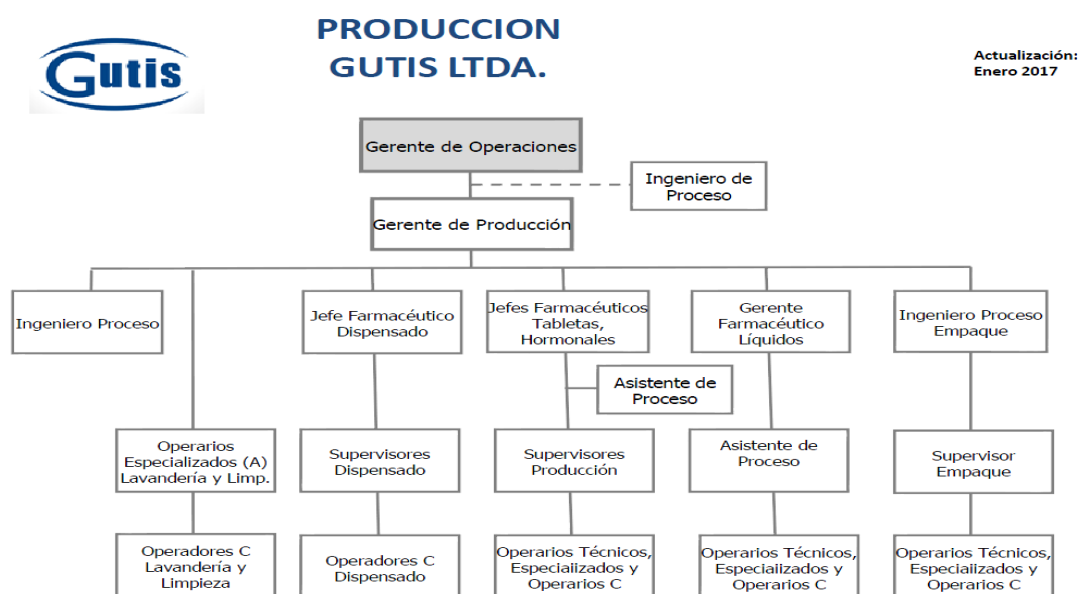 Gutis
PRODUCCION
GUTIS LTDA.
Actualización:
Enero 2017
Gerente de Operaciones
Ingeniero de
Proceso
Gerente de Producción
Ingeniero Proceso
Jefe Farmacéutico
Dispensado
Jefes Farmacéuticos
Tabletas,
Hormonales
Gerente
Farmacéutico
Líquidos
Ingeniero Proceso
Empaque
Asistente de
Proceso
Operarios
Especializados (A)
Lavandería y Limp.
Supervisores
Dispensado
Supervisores
Producción
Asistente de
Proceso
Supervisor
Empaque
Operadores C
Lavandería y
Limpieza
Operadores C
Dispensado
Operarios Técnicos,
Especializados y
Operarios C
Operarios Técnicos,
Especializados y
Operarios C
Operarios Técnicos,
Especializados y
Operarios C